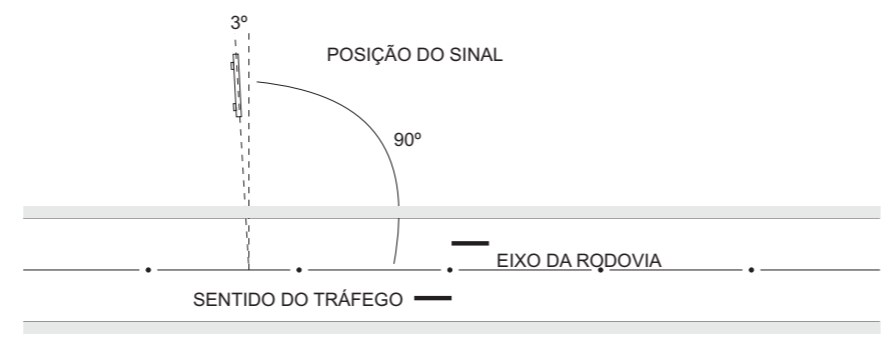 3º
POSIÇÃO DO SINAL
90º
EIXO DA RODOVIA
SENTIDO DO TRÁFEGO